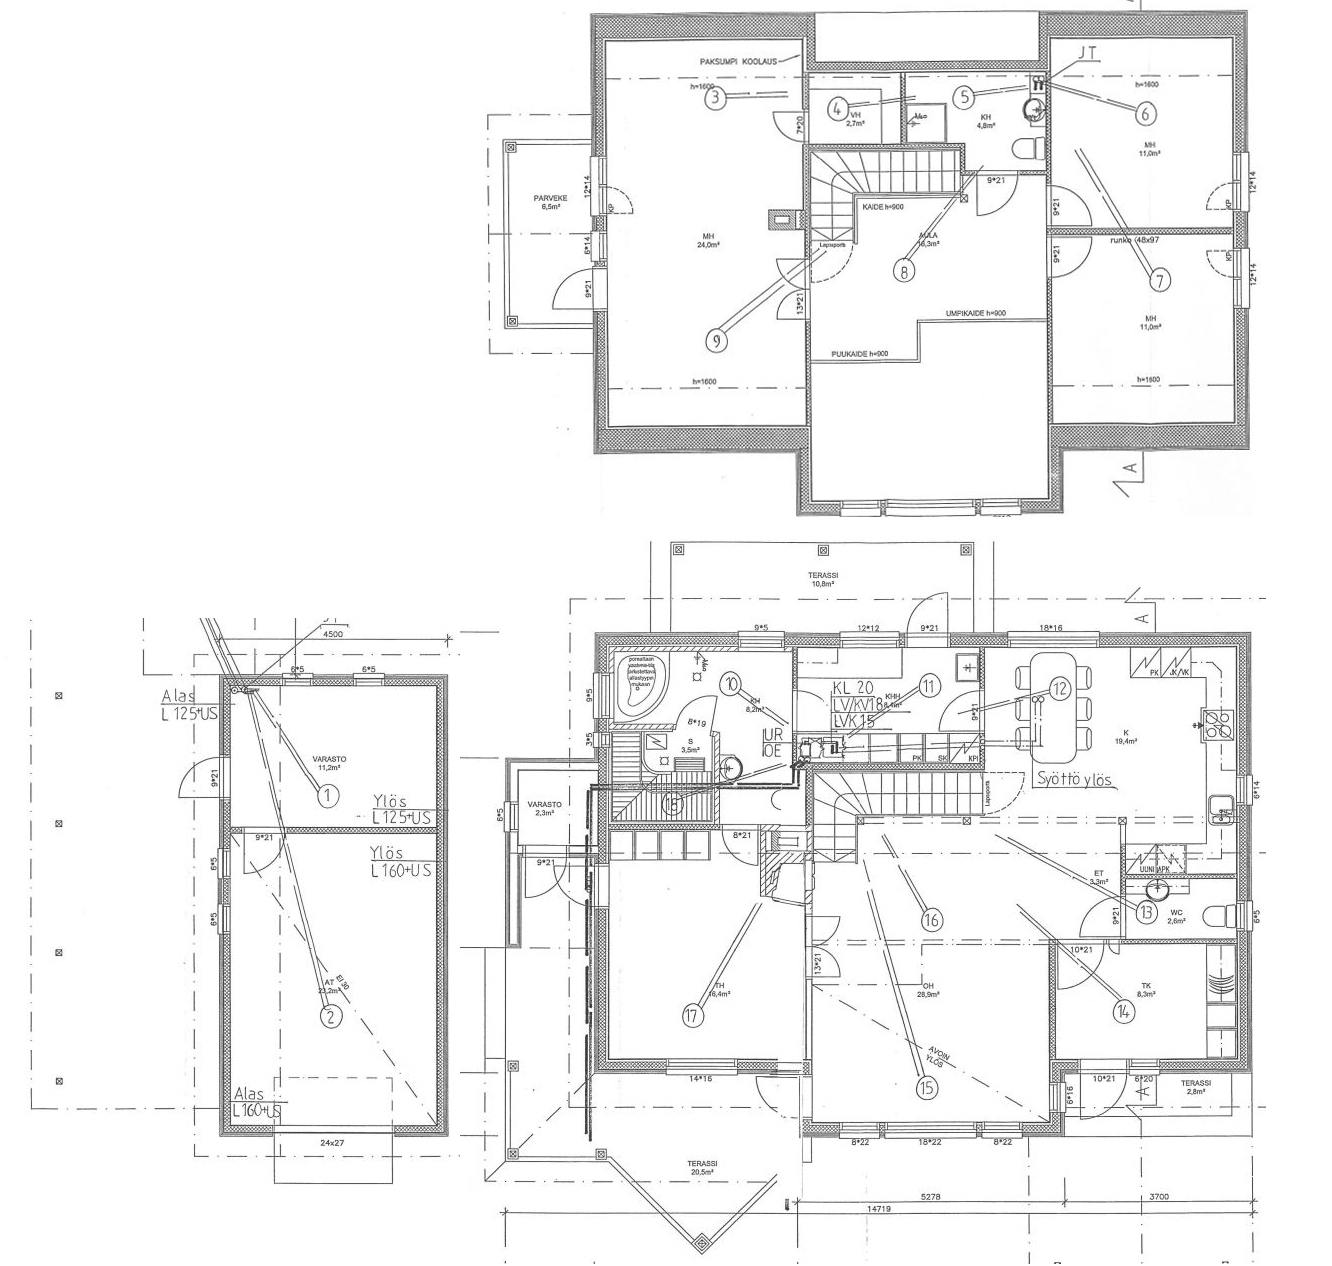 A
PAKSUMPI KOOLAUS
JT
h=1600
h=1600
3
4
5
6
VH
2,7m²
KH
4,8m²
7*20
MH
11,0m²
12*14
KP
PARVEKE
6,5m²
9*21
9*21
KP
12*14
KAIDE h=900
MH
24,0m²
AULA
Lapsiportti
runko (48x97
6*14
9*21
KP
12*14
8
7
9*21
13*21
9
UMPIKAIDE h=900
MH
11,0m²
PUUKAIDE h=900
h=1600
h=1600
A
TERASSI
10,8m²
4500
6*5
6*5
9*5
12*12
9*21
18*16
A
Alas
L125+US
9*5
10
KH
8,2m²
KL 20
LV/KV18
LVK15
KHH
11
12
9*21
PK
JK/VK
8*19
3*5
S
3,5m²
UR
OE
PK
SK
KPI
K
19,4m²
Syöttö ylös
VARASTO
11,2m²
9*21
1
Ylös
L125+US
VARASTO
2,3m²
6*5
18
Lapsiportti
6*14
9*21
Ylös
L160+US
6*5
6*5
9*21
8*21
UUNI
APK
ET
3,3m²
13
WC
2,6m²
9*21
6*5
16
10*21
13*21
EI 30
AT
2
17
TH
16,4m²
OH
28,9m²
TK
8,3m²
14
AVOIN
YLÖS
15
14*16
10*21
6*20
TERASSI
2,8m²
6*16
A
Alas
L160+US
24x27
8*22
18*22
8*22
TERASSI
20,5m²
5278
3700
14719